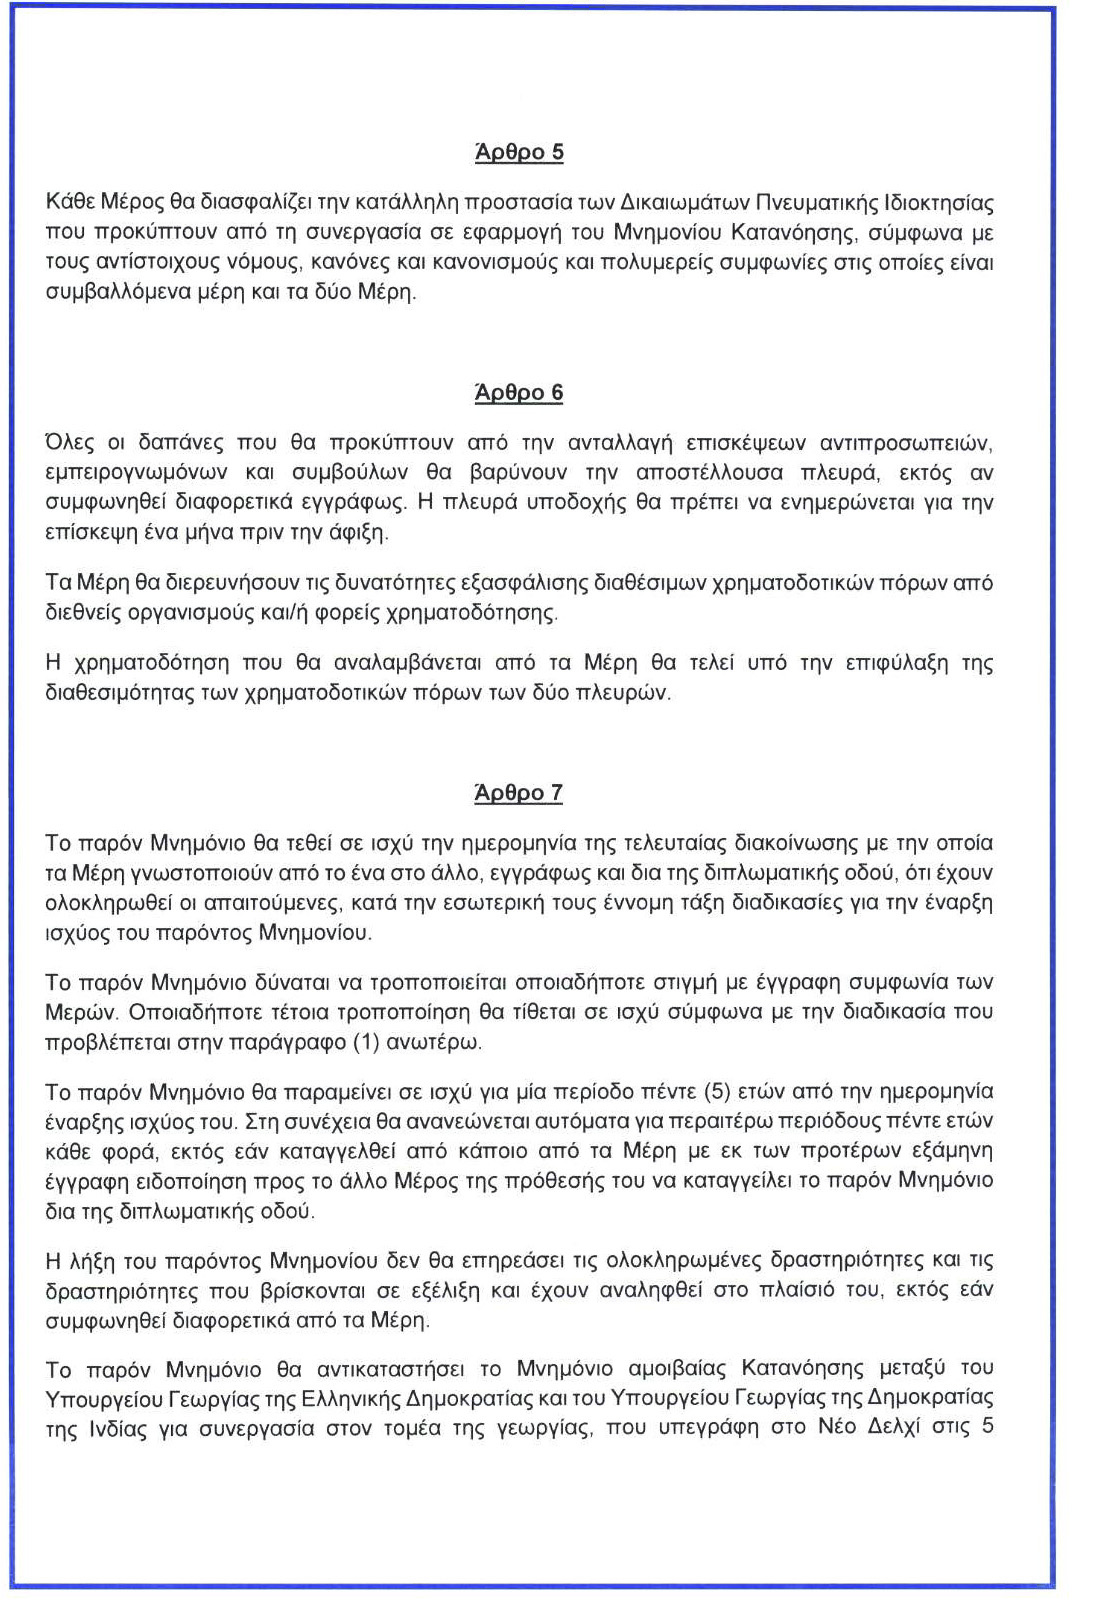 Άρθρο 5
Κάθε Μέρος θα διασφαλίζει την κατάλληλη προστασία των Δικαιωμάτων Πνευματικής Ιδιοκτησίας
που προκύπτουν από τη συνεργασία σε εφαρμογή του Μνημονίου Κατανόησης, σύμφωνα με
τους αντίστοιχους νόμους, κανόνες και κανονισμούς και πολυμερείς συμφωνίες στις οποίες είναι
συμβαλλόμενα μέρη και τα δύο Μέρη.
Άρθρο 6
Όλες οι δαπάνες που θα προκύπτουν από την ανταλλαγή επισκέψεων αντιπροσωπειών,
εμπειρογνωμόνων και συμβούλων θα βαρύνουν την αποστέλλουσα πλευρά, εκτός αν
συμφωνηθεί διαφορετικά εγγράφως. Η πλευρά υποδοχής θα πρέπει να ενημερώνεται για την
επίσκεψη ένα μήνα πριν την άφιξη.
Τα Μέρη θα διερευνήσουν τις δυνατότητες εξασφάλισης διαθέσιμων χρηματοδοτικών πόρων από
διεθνείς οργανισμούς και/ή φορείς χρηματοδότησης.
Η χρηματοδότηση που θα αναλαμβάνεται από τα Μέρη θα τελεί υπό την επιφύλαξη της
διαθεσιμότητας των χρηματοδοτικών πόρων των δύο πλευρών.
Άρθρο 7
Το παρόν Μνημόνιο θα τεθεί σε ισχύ την ημερομηνία της τελευταίας διακοίνωσης με την οποία
τα Μέρη γνωστοποιούν από το ένα στο άλλο, εγγράφως και δια της διπλωματικής οδού, ότι έχουν
ολοκληρωθεί οι απαιτούμενες, κατά την εσωτερική τους έννομη τάξη διαδικασίες για την έναρξη
ισχύος του παρόντος Μνημονίου.
Το παρόν Μνημόνιο δύναται να τροποποιείται οποιαδήποτε στιγμή με έγγραφη συμφωνία των
Μερών. Οποιαδήποτε τέτοια τροποποίηση θα τίθεται σε ισχύ σύμφωνα με την διαδικασία που
προβλέπεται στην παράγραφο (1) ανωτέρω.
Το παρόν Μνημόνιο θα παραμείνει σε ισχύ για μία περίοδο πέντε (5) ετών από την ημερομηνία
έναρξης ισχύος του. Στη συνέχεια θα ανανεώνεται αυτόματα για περαιτέρω περιόδους πέντε ετών
κάθε φορά, εκτός εάν καταγγελθεί από κάποιο από τα Μέρη με εκ των προτέρων εξάμηνη
έγγραφη ειδοποίηση προς το άλλο Μέρος της πρόθεσής του να καταγγείλει το παρόν Μνημόνιο
δια της διπλωματικής οδού.
Η λήξη του παρόντος Μνημονίου δεν θα επηρεάσει τις ολοκληρωμένες δραστηριότητες και τις
δραστηριότητες που βρίσκονται σε εξέλιξη και έχουν αναληφθεί στο πλαίσιό του, εκτός εάν
συμφωνηθεί διαφορετικά από τα Μέρη.
Το παρόν Μνημόνιο θα αντικαταστήσει το Μνημόνιο αμοιβαίας Κατανόησης μεταξύ του
Υπουργείου Γεωργίας της Ελληνικής Δημοκρατίας και του Υπουργείου Γεωργίας της Δημοκρατίας
της Ινδίας για συνεργασία στον τομέα της γεωργίας, που υπεγράφη στο Νέο Δελχί στις 5